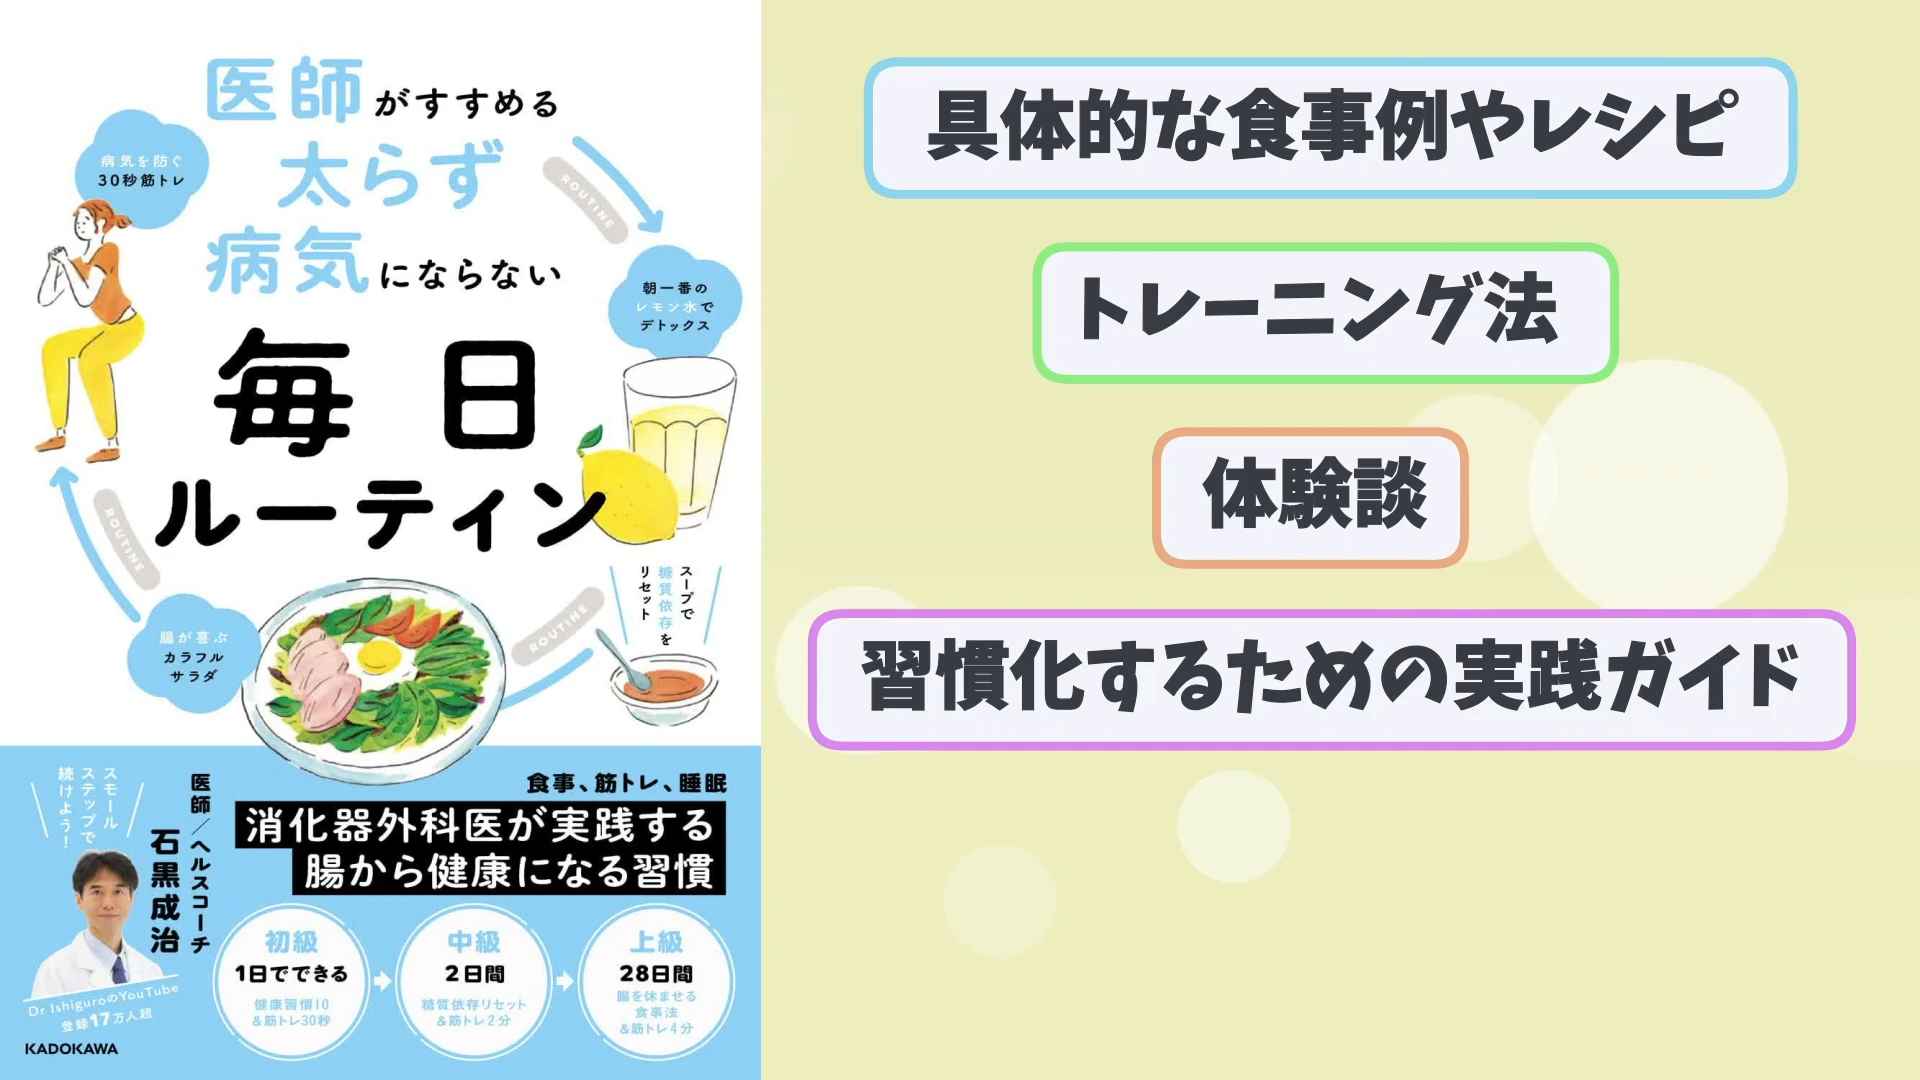 医師がすすめる
太らず
病気にならない
毎日
ルーティン
病気を防ぐ
30秒筋トレ
ROUTINE
朝一番の
レモン水で
デトックス
スープで
糖質依存を
リセット
ROUTINE
腸が喜ぶ
カラフル
サラダ
ROUTINE
食事、筋トレ、睡眠
消化器外科医が実践する
腸から健康になる習慣
スモール
ステップで
続けよう！
医師／ヘルスコーチ
石黒成治
Dr IshiguroのYouTube
登録17万人超
KADOKAWA
初級
1日でできる
健康習慣10
＆筋トレ30秒
中級
2日間
糖質依存リセット
＆筋トレ2分
上級
28日間
腸を休ませる
食事法
＆筋トレ4分
具体的な食事例やレシピ
トレーニング法
体験談
習慣化するための実践ガイド